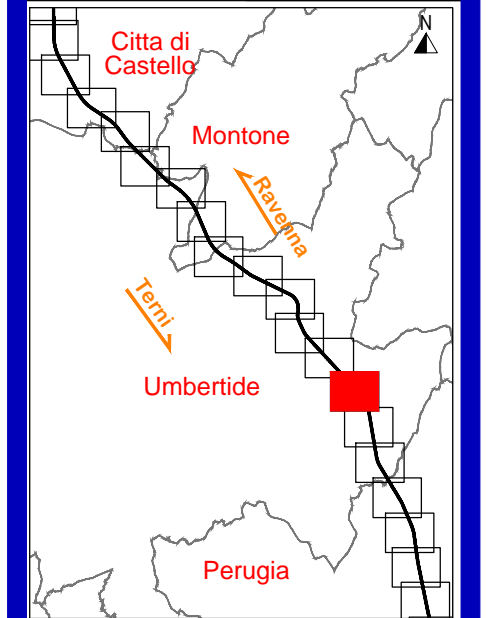 N
Citta di
Castello
Montone
Ravenna
Terni
Umbertide
Perugia